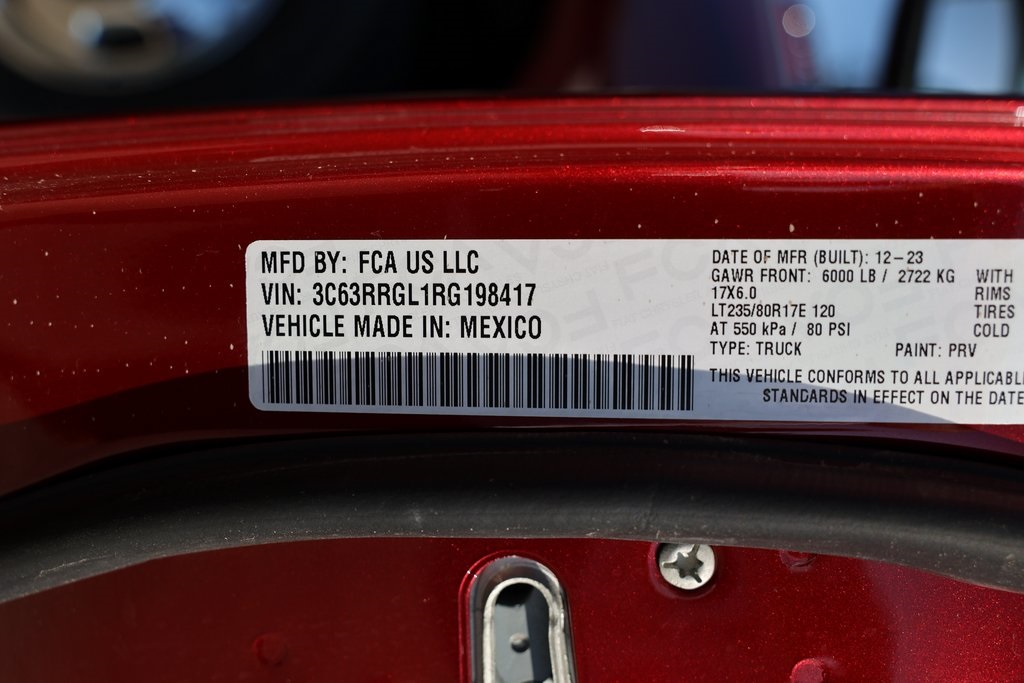 MFD BY: FCA US LLC
VIN: 3C63RRGL1RG198417
VEHICLE MADE IN: MEXICO
DATE OF MFR (BUILT): 12-23
GAWR FRONT: 6000 LB / 2722 KG WITH
17X6.0 RIMS
LT235/80R17E 120 TIRES
AT 550 kPa / 80 PSI COLD
TYPE: TRUCK PAINT: PRV
THIS VEHICLE CONFORMS TO ALL
STANDARDS IN EFFECT ON THE DATE